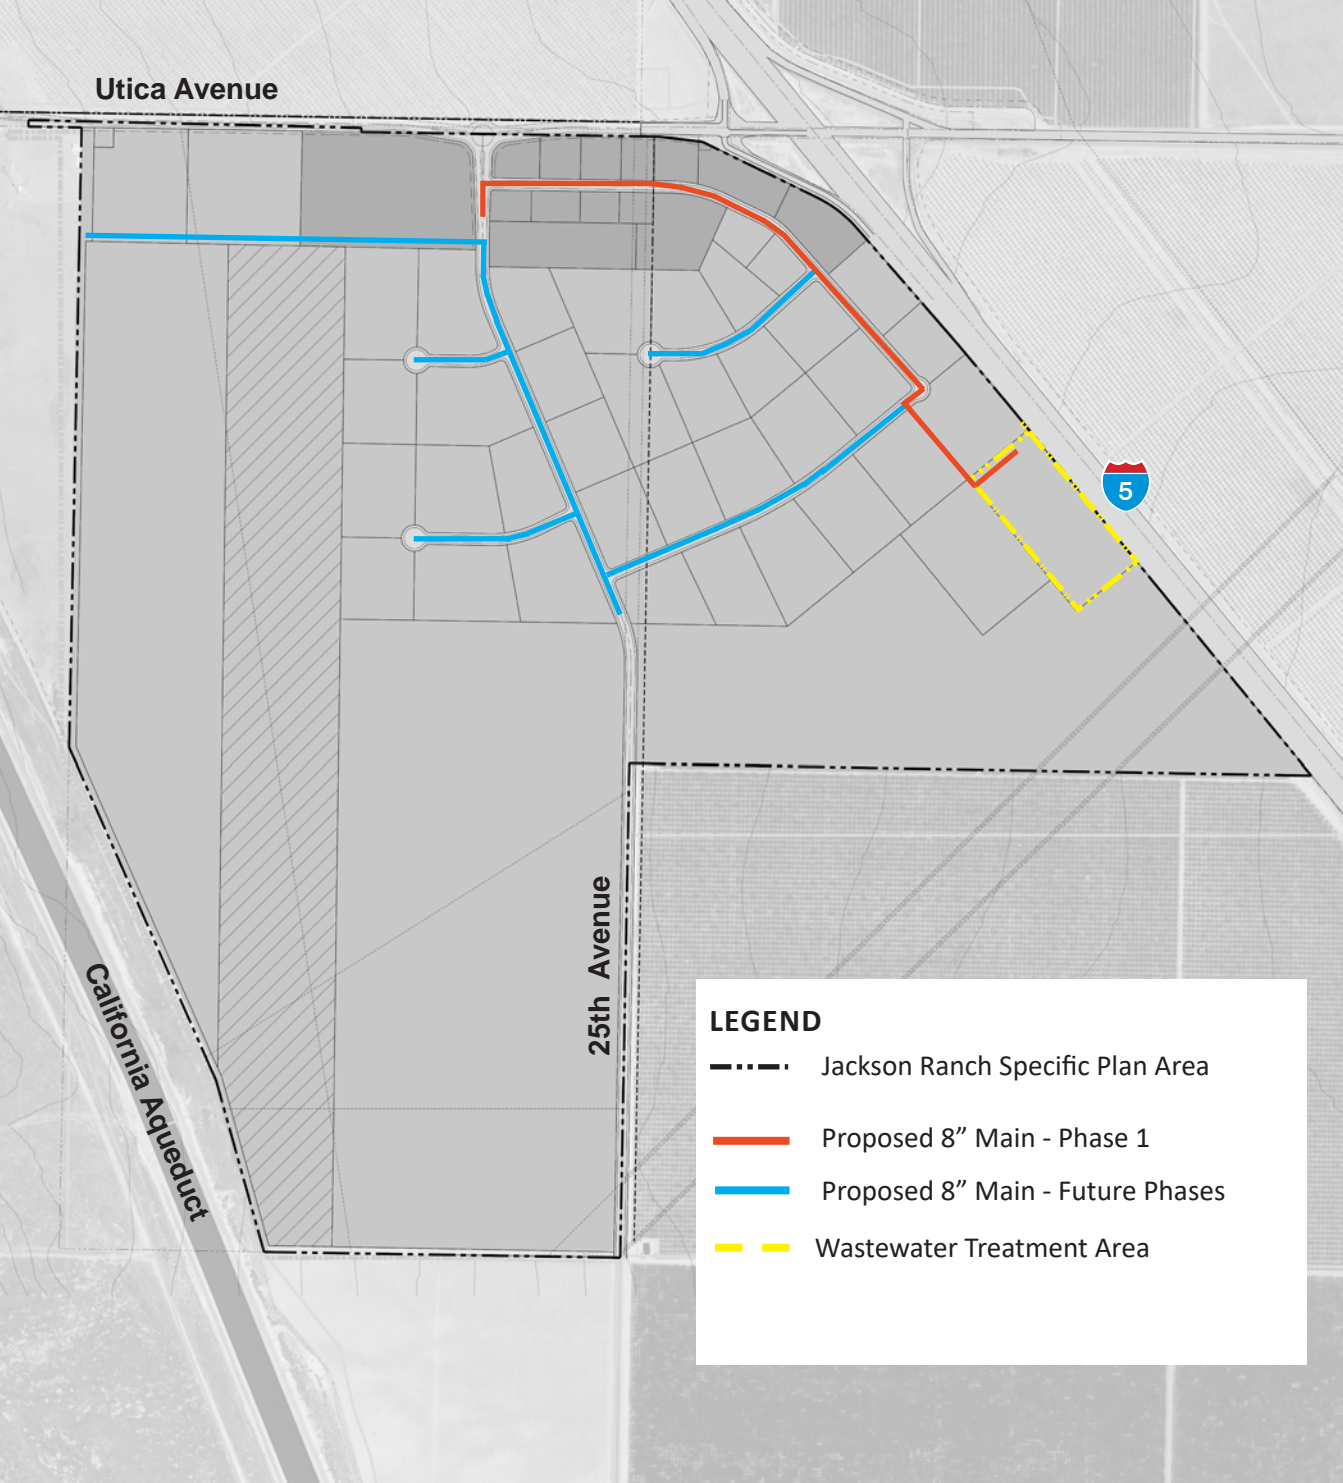 Utica Avenue
5
25th Avenue
California Aqueduct
LEGEND
Jackson Ranch Specific Plan Area
Proposed 8” Main - Phase 1
Proposed 8” Main - Future Phases
Wastewater Treatment Area